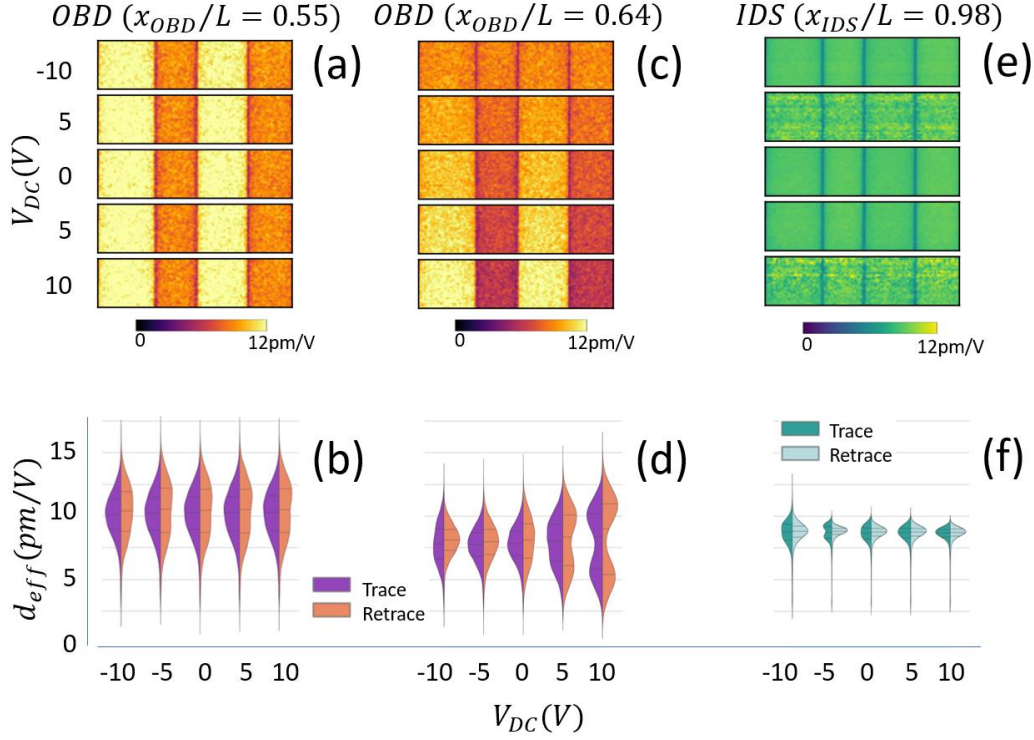 OBD (x_OBD/L = 0.55)
OBD (x_OBD/L = 0.64)
IDS (x_IDS/L = 0.98)
V_DC(V)
-10
5
0
5
10
(a)
(c)
(e)
0
12pm/V
0
12pm/V
0
12pm/V
d_eff(pm/V)
15
10
5
0
(b)
Trace
Retrace
(d)
Trace
Retrace
(f)
-10 -5 0 5 10
-10 -5 0 5 10
-10 -5 0 5 10
V_DC(V)